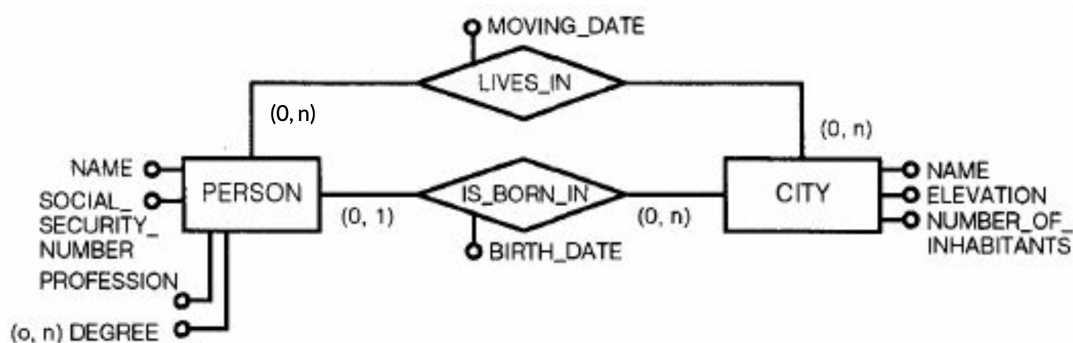 MOVING_DATE
LIVES_IN
(0, n)
(0, n)
NAME
SOCIAL_
SECURITY_
NUMBER
PROFESSION
(o, n) DEGREE
PERSON
(0, 1)
IS_BORN_IN
BIRTH_DATE
(0, n)
CITY
NAME
ELEVATION
NUMBER_OF_
INHABITANTS